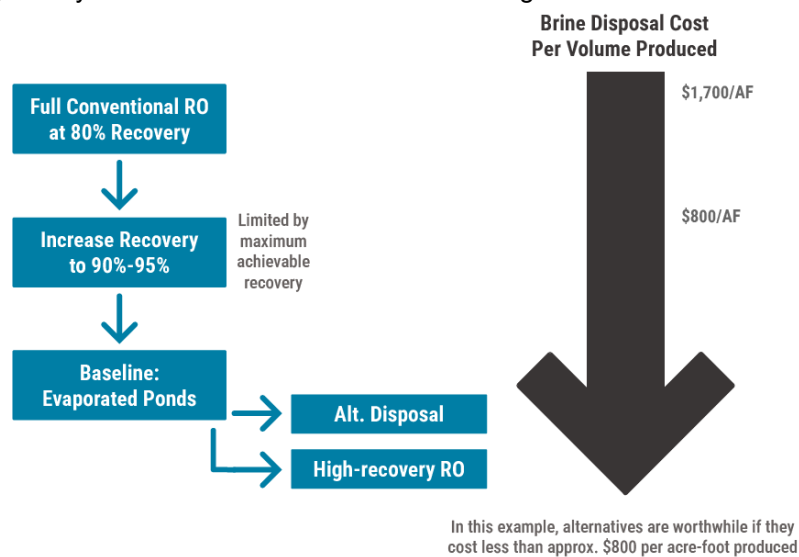 Brine Disposal Cost
Per Volume Produced
$1,700/AF
Full Conventional RO
at 80% Recovery
$800/AF
Increase Recovery
to 90%-95%
Limited by
maximum
achievable
recovery
Baseline:
Evaporated Ponds
Alt. Disposal
High-recovery RO
In this example, alternatives are worthwhile if they
cost less than approx. $800 per acre-foot produced